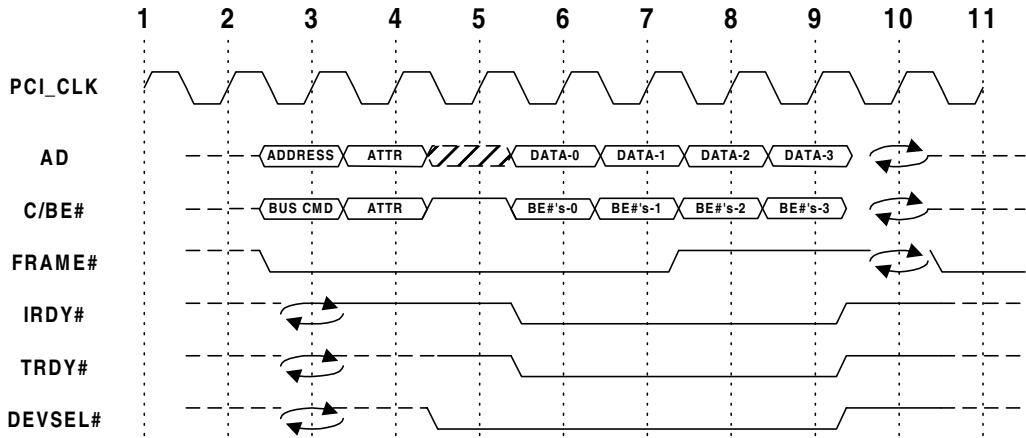 1 2 3 4 5 6 7 8 9 10 11
PCI_CLK
AD ADDRESS ATTR DATA-0 DATA-1 DATA-2 DATA-3
C/BE# BUS CMD ATTR BE#'s-0 BE#'s-1 BE#'s-2 BE#'s-3
FRAME#
IRDY#
TRDY#
DEVSEL#